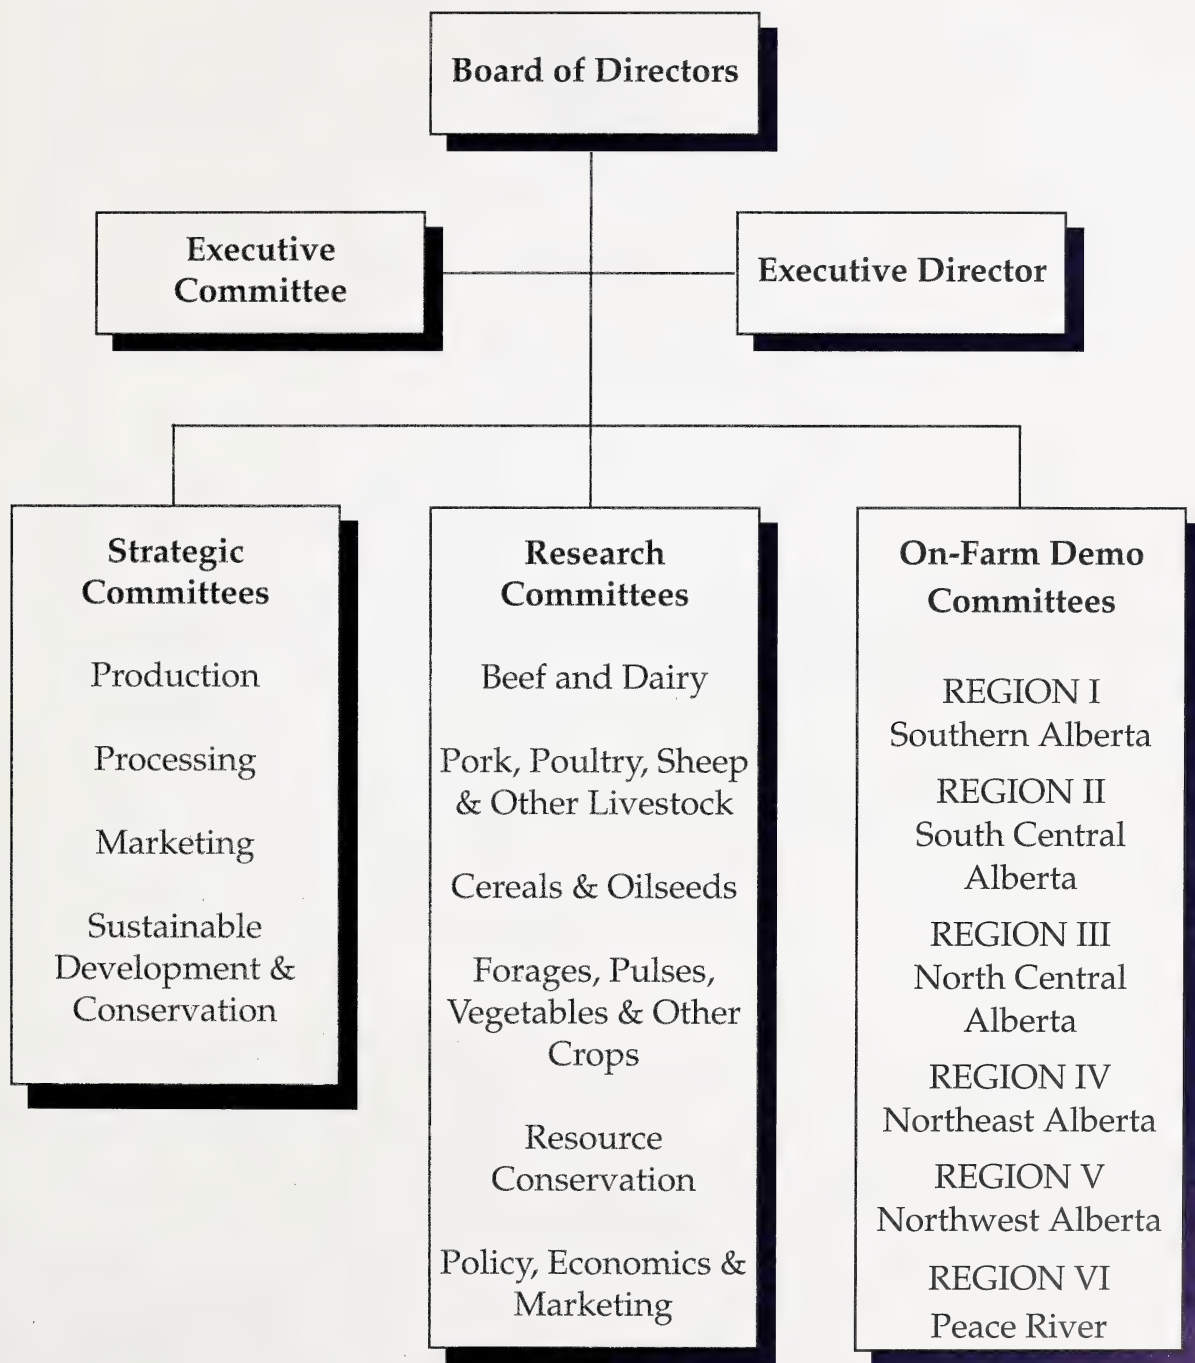 Board of Directors
Executive
Committee
Executive Director
Strategic
Committees
Production
Processing
Marketing
Sustainable
Development &
Conservation
Research
Committees
Beef and Dairy
Pork, Poultry, Sheep
& Other Livestock
Cereals & Oilseeds
Forages, Pulses,
Vegetables & Other
Crops
Resource
Conservation
Policy, Economics &
Marketing
On-Farm Demo
Committees
REGION I
Southern Alberta
REGION II
South Central
Alberta
REGION III
North Central
Alberta
REGION IV
Northeast Alberta
REGION V
Northwest Alberta
REGION VI
Peace River